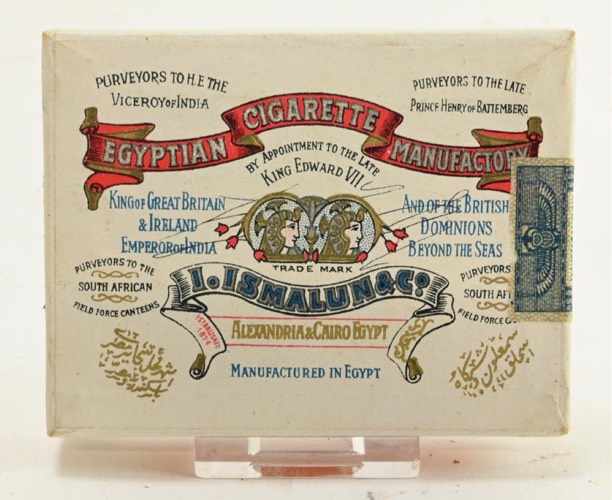 PURVEYORS TO H.E. THE
VICEROY OF INDIA
PURVEYORS TO THE LATE
PRINCE HENRY OF BATTEMBERG
EGYPTIAN CIGARETTE MANUFACTORY
BY APPOINTMENT TO THE LATE
KING EDWARD VII
KING OF GREAT BRITAIN
& IRELAND
EMPEROR OF INDIA
AND OF THE BRITISH
DOMINIONS
BEYOND THE SEAS
TRADE MARK
PURVEYORS TO THE
SOUTH AFRICAN
FIELD FORCE CANTEENS
PURVEYORS
SOUTH AF
FIELD FORCE
I. ISMALUN & Co.
ESTABLISHED
1874
ALEXANDRIA & CAIRO EGYPT
MANUFACTURED IN EGYPT